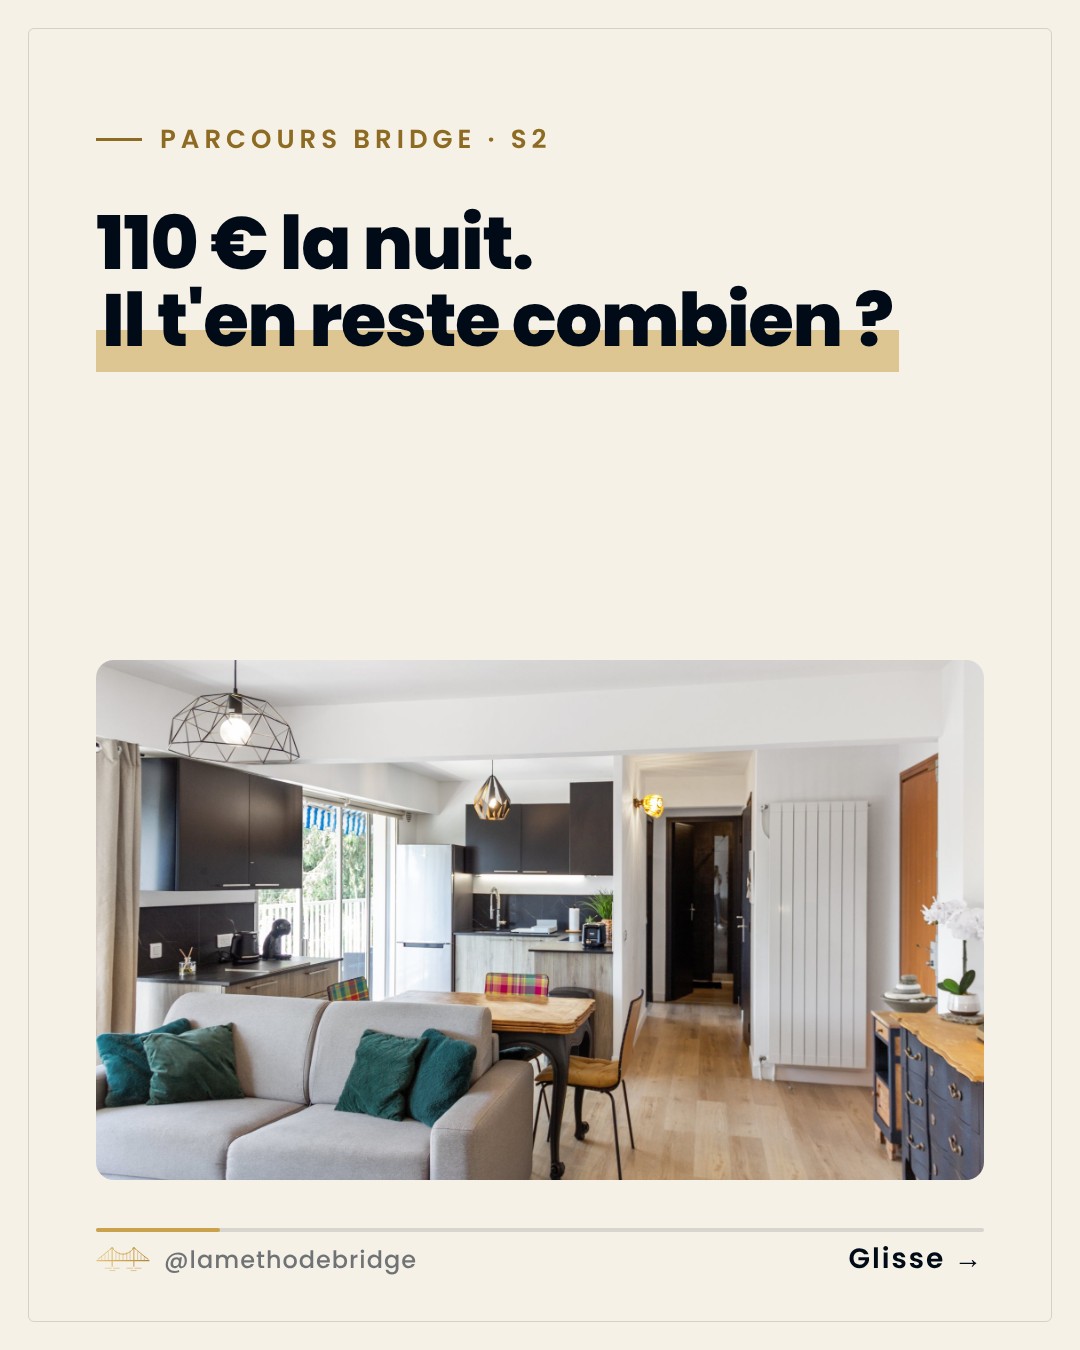 PARCOURS BRIDGE · S2
110 € la nuit.
Il t'en reste combien ?
@lamethodebridge
Glisse →